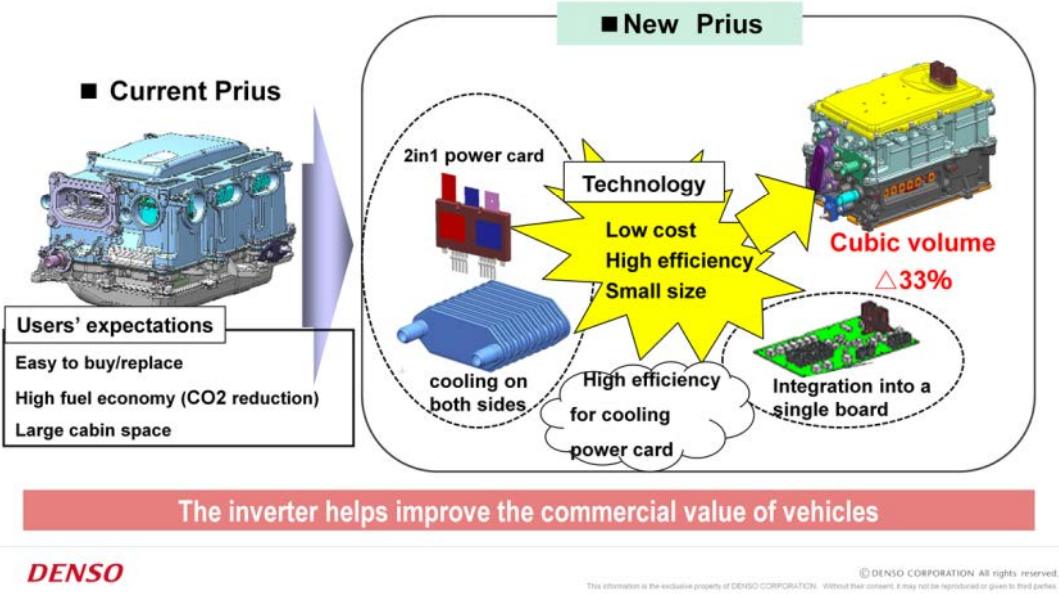 ■ New Prius
■ Current Prius
2in1 power card
Technology
Low cost
High efficiency
Small size
Cubic volume
△33%
Users' expectations
Easy to buy/replace
High fuel economy (CO2 reduction)
Large cabin space
cooling on
both sides
High efficiency
for cooling
power card
Integration into a
single board
The inverter helps improve the commercial value of vehicles
DENSO
© DENSO CORPORATION All rights reserved.
This information is the exclusive property of DENSO CORPORATION. Without their consent, it may not be reproduced or given to third parties.